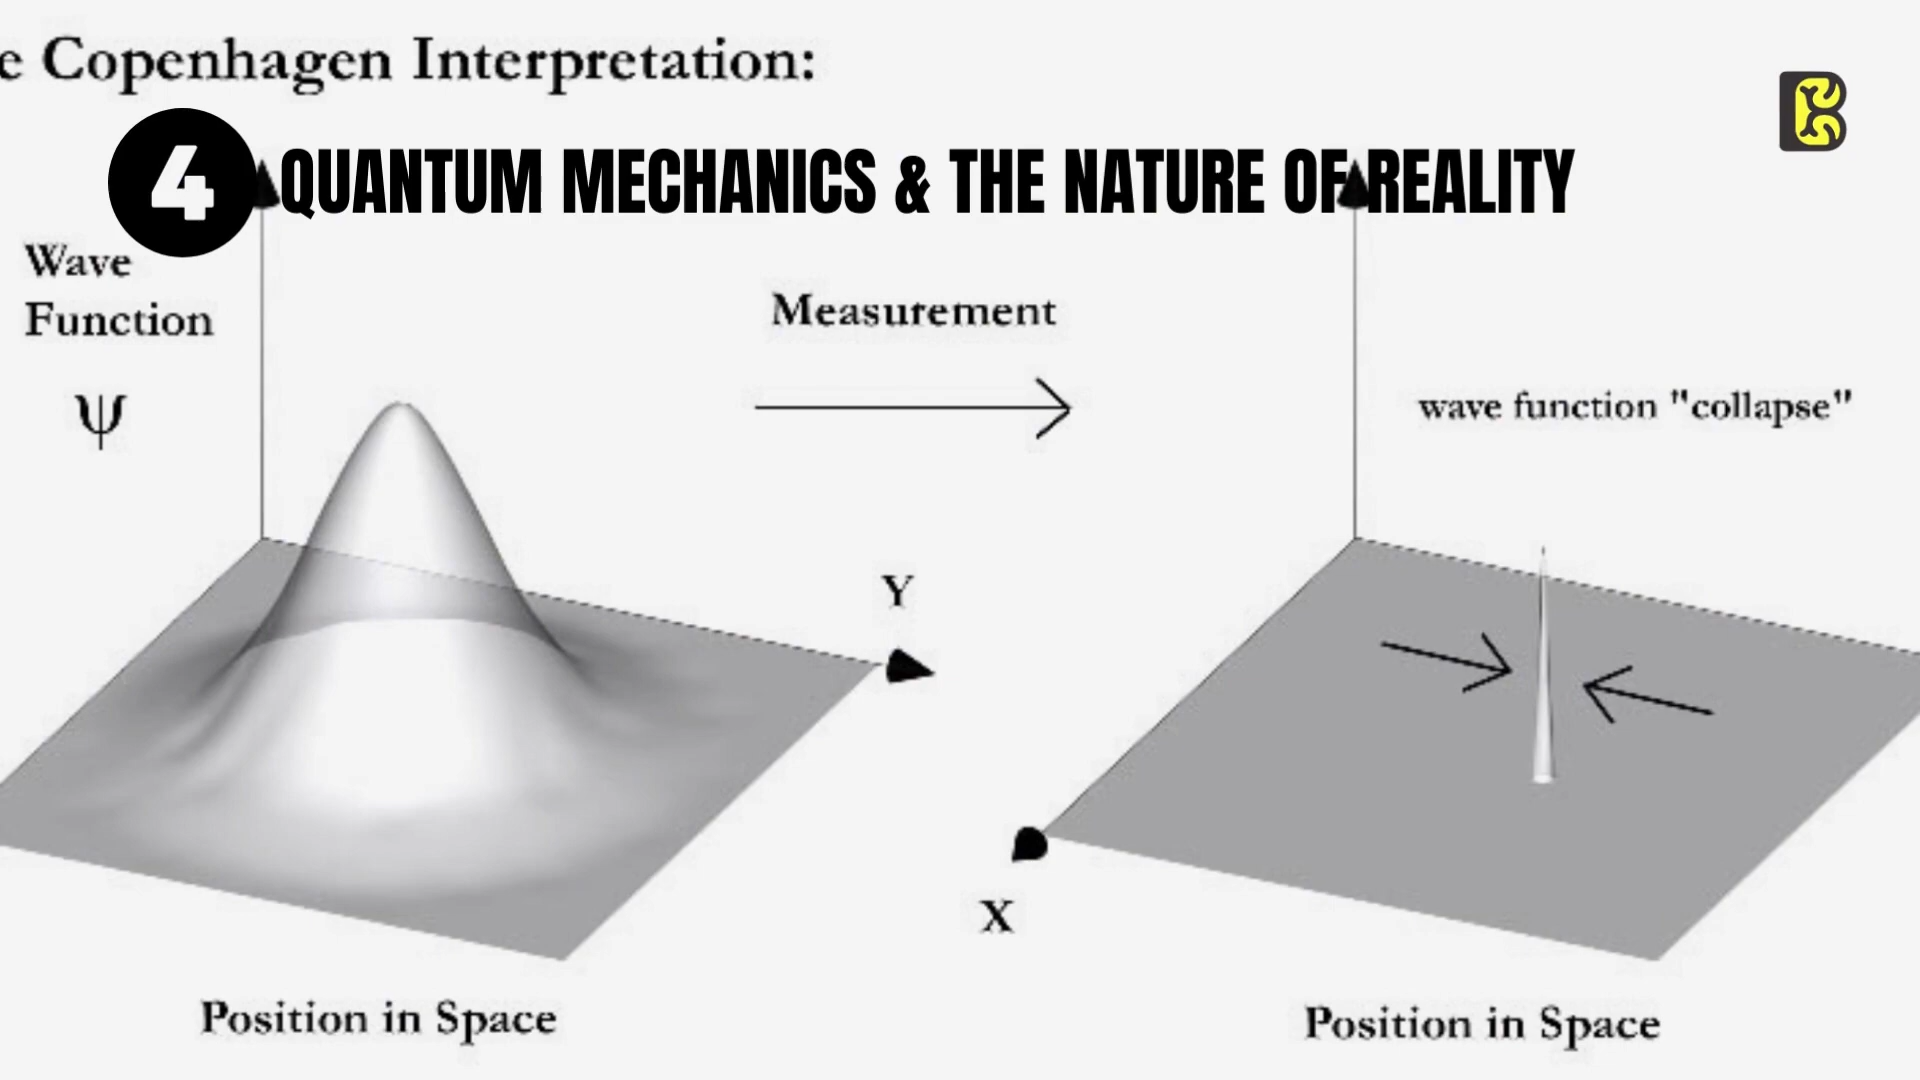 e Copenhagen Interpretation:
4 QUANTUM MECHANICS & THE NATURE OF REALITY
Wave
Function
ψ
Measurement
wave function "collapse"
Y
X
Position in Space
Position in Space